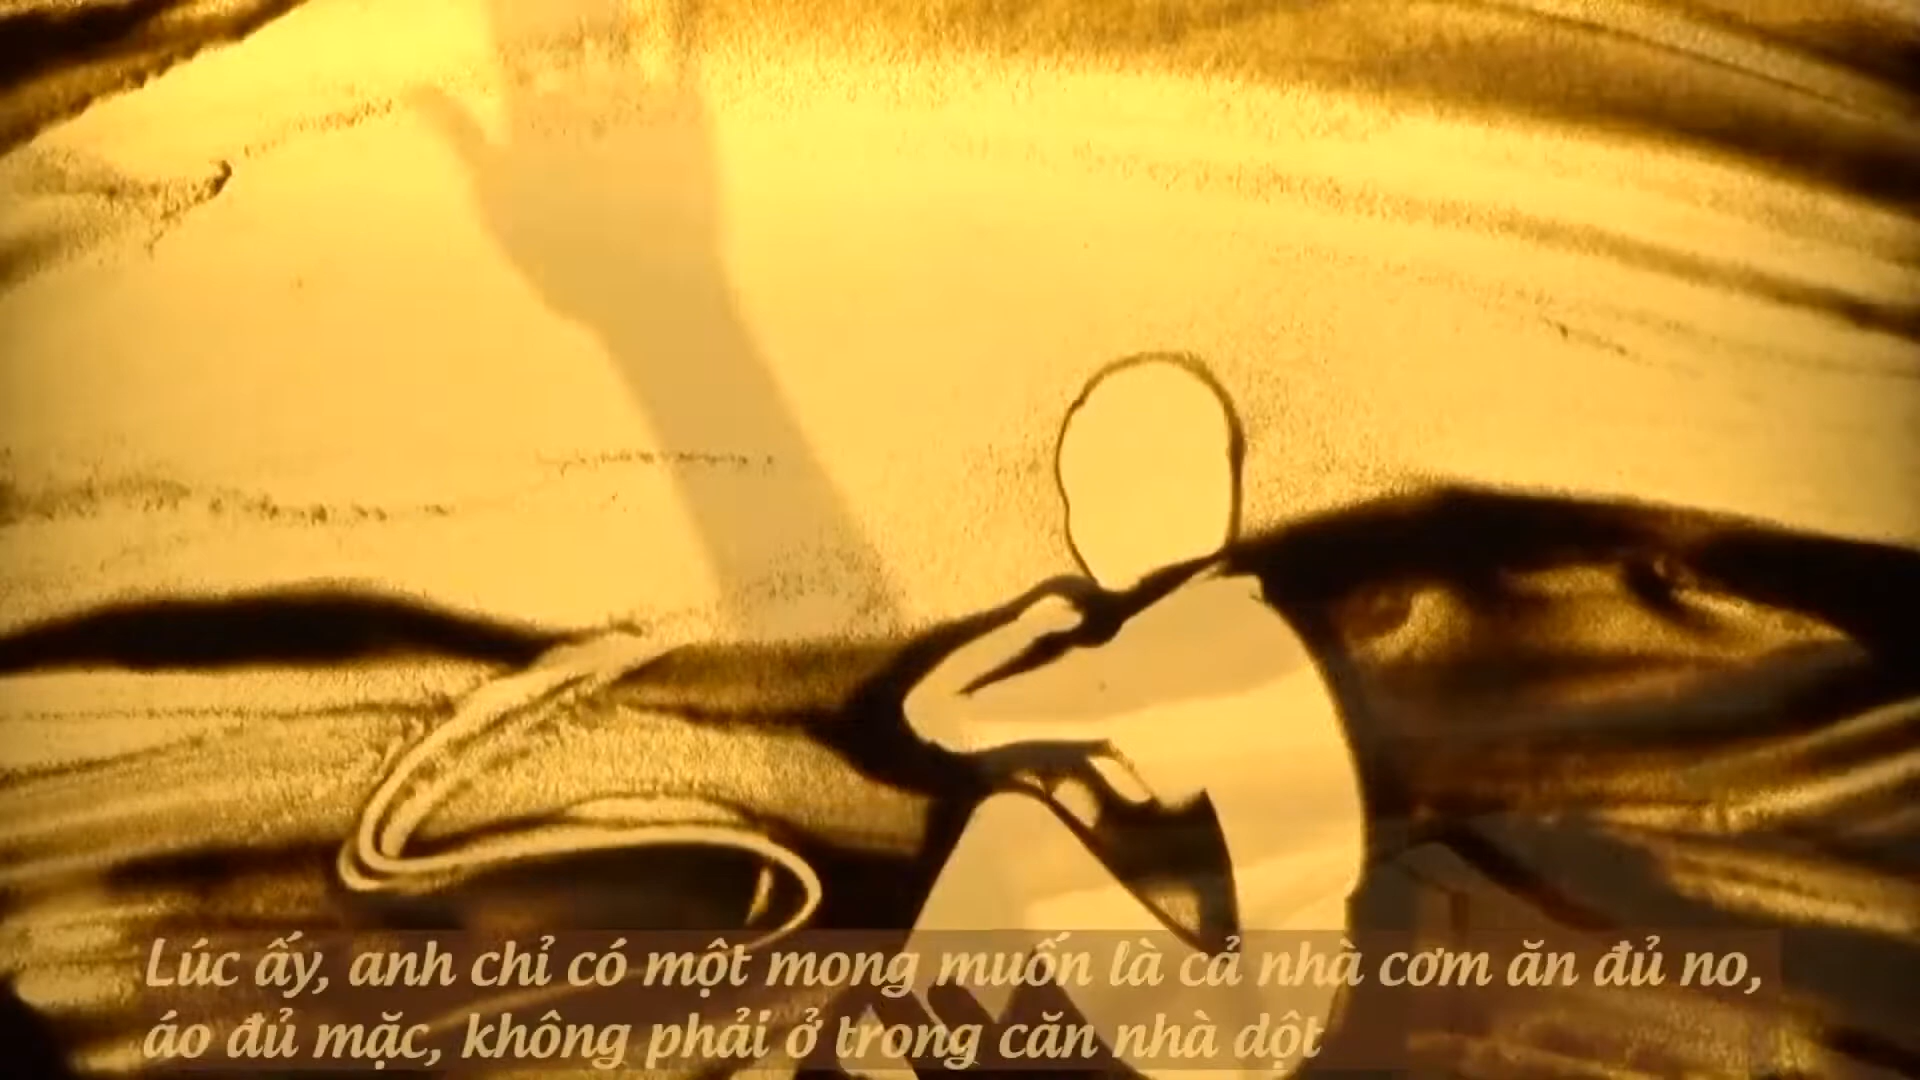 Lúc ấy, anh chỉ có một mong muốn là cả nhà cơm ăn đủ no,
áo đủ mặc, không phải ở trong căn nhà dột